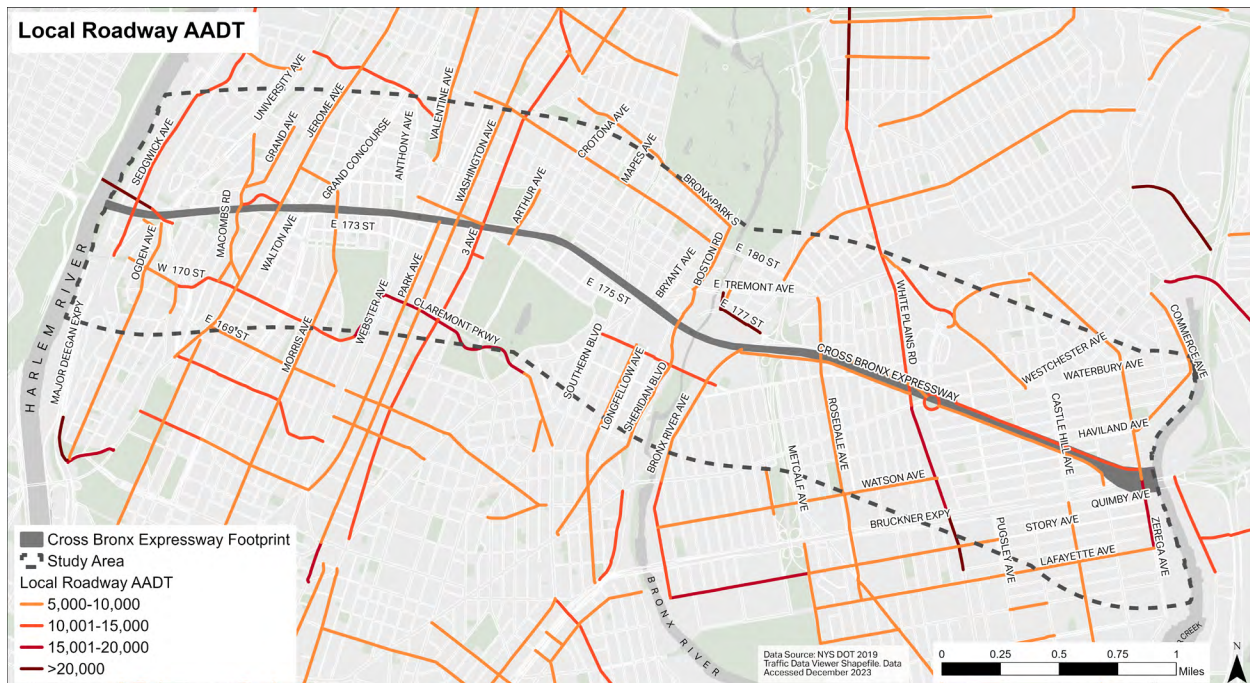 Local Roadway AADT
UNIVERSITY AVE
GRAND AVE
JEROME AVE
SEDGWICK AVE
GRAND CONCOURSE
ANTHONY AVE
VALENTINE AVE
WASHINGTON AVE
CROTONA AVE
MAPES AVE
ARTHUR AVE
BRONX PARK S
MACOMBS RD
WALTON AVE
E 173 ST
3 AVE
OGDEN AVE
W 170 ST
E 169 ST
PARK AVE
WEBSTER AVE
CLAREMONT PKWY
MORRIS AVE
E 175 ST
BRYANT AVE
BOSTON RD
E 180 ST
E TREMONT AVE
E 177 ST
HARLEM RIVER
MAJOR DEEGAN EXPY
SOUTHERN BLVD
LONGFELLOW AVE
SHERIDAN BLVD
BRONX RIVER AVE
CROSS BRONX EXPRESSWAY
WHITE PLAINS RD
WESTCHESTER AVE
WATERBURY AVE
COMMERCE AVE
ROSEDALE AVE
METCALF AVE
CASTLE HILL AVE
HAVILAND AVE
WATSON AVE
QUIMBY AVE
BRUCKNER EXPY
STORY AVE
PUGSLEY AVE
LAFAYETTE AVE
ZEREGA AVE
BRONX RIVER
CREEK
Cross Bronx Expressway Footprint
Study Area
Local Roadway AADT
5,000-10,000
10,001-15,000
15,001-20,000
>20,000
Data Source: NYS DOT 2019
Traffic Data Viewer Shapefile. Data
Accessed December 2023
0 0.25 0.5 0.75 1
Miles
N